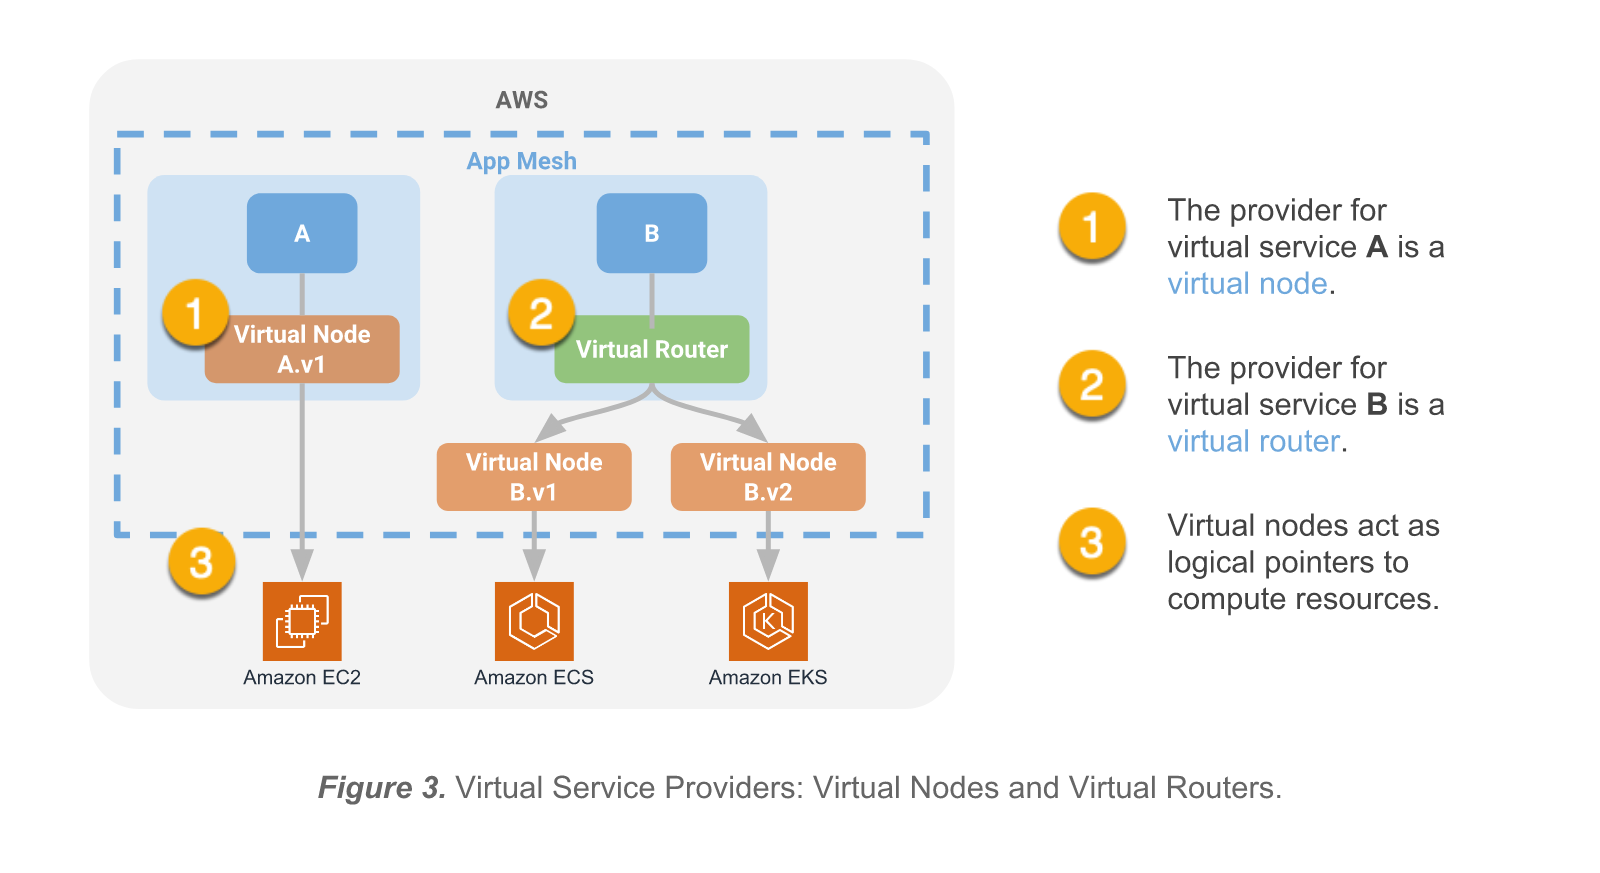 AWS
App Mesh
A
B
1
Virtual Node
A.v1
2
Virtual Router
Virtual Node
B.v1
Virtual Node
B.v2
3
K
Amazon EC2
Amazon ECS
Amazon EKS
1
The provider for
virtual service A is a
virtual node.
2
The provider for
virtual service B is a
virtual router.
3
Virtual nodes act as
logical pointers to
compute resources.
Figure 3. Virtual Service Providers: Virtual Nodes and Virtual Routers.